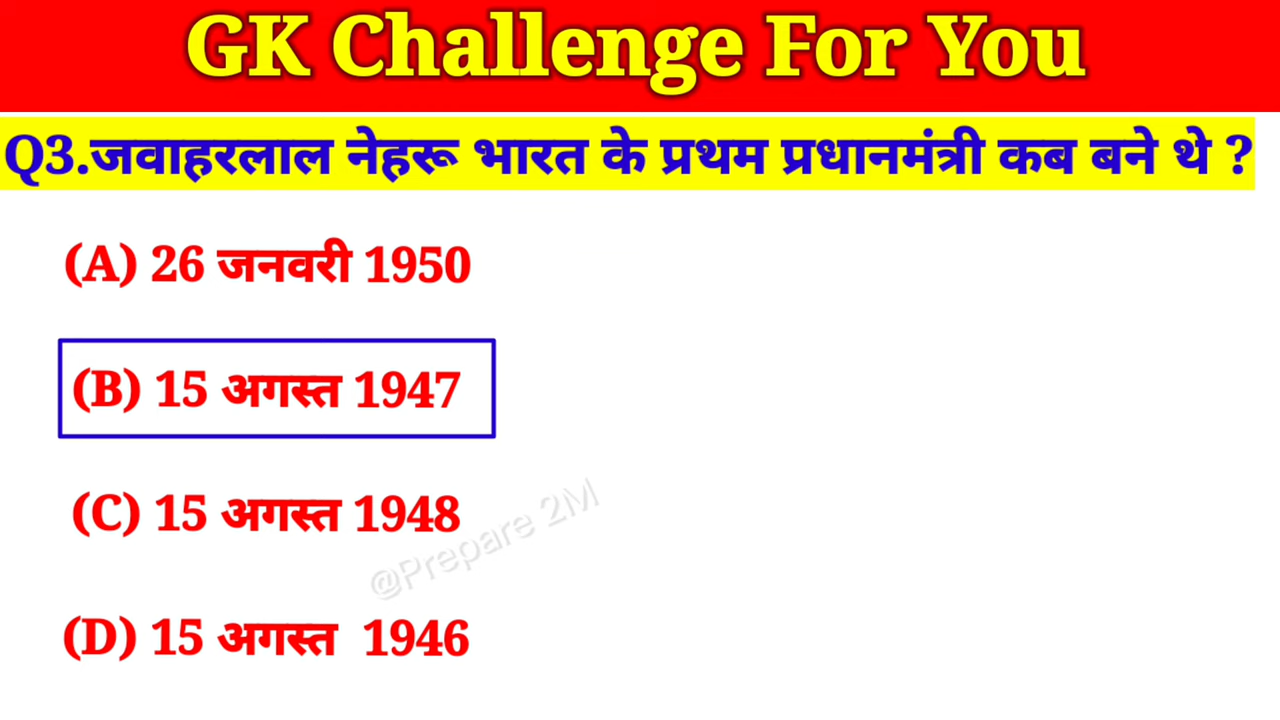 GK Challenge For You
Q3.जवाहरलाल नेहरू भारत के प्रथम प्रधानमंत्री कब बने थे ?
(A) 26 जनवरी 1950
(B) 15 अगस्त 1947
(C) 15 अगस्त 1948
@Prepare 2M
(D) 15 अगस्त 1946